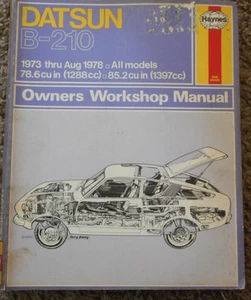 DATSUN
B-210
Haynes
1973 thru Aug 1978 □ All models
78.6 cu in (1288cc) □ 85.2 cu in (1397cc)
Owners Workshop Manual